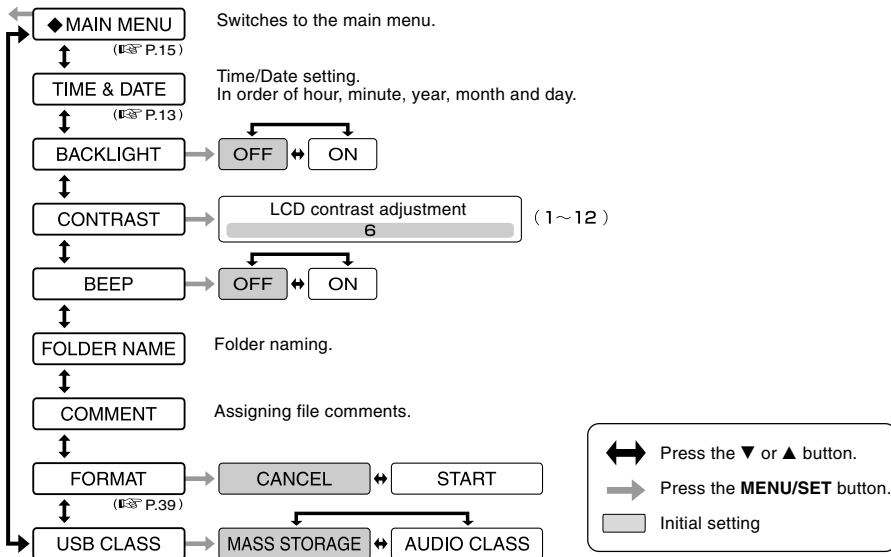 ◆MAIN MENU Switches to the main menu.
(☞ P.15)
TIME & DATE Time/Date setting.
In order of hour, minute, year, month and day.
(☞ P.13)
BACKLIGHT OFF ON
CONTRAST LCD contrast adjustment
6 (1~12)
BEEP OFF ON
FOLDER NAME Folder naming.
COMMENT Assigning file comments.
FORMAT CANCEL START
(☞ P.39)
USB CLASS MASS STORAGE AUDIO CLASS
Press the ▼ or ▲ button.
Press the MENU/SET button.
Initial setting